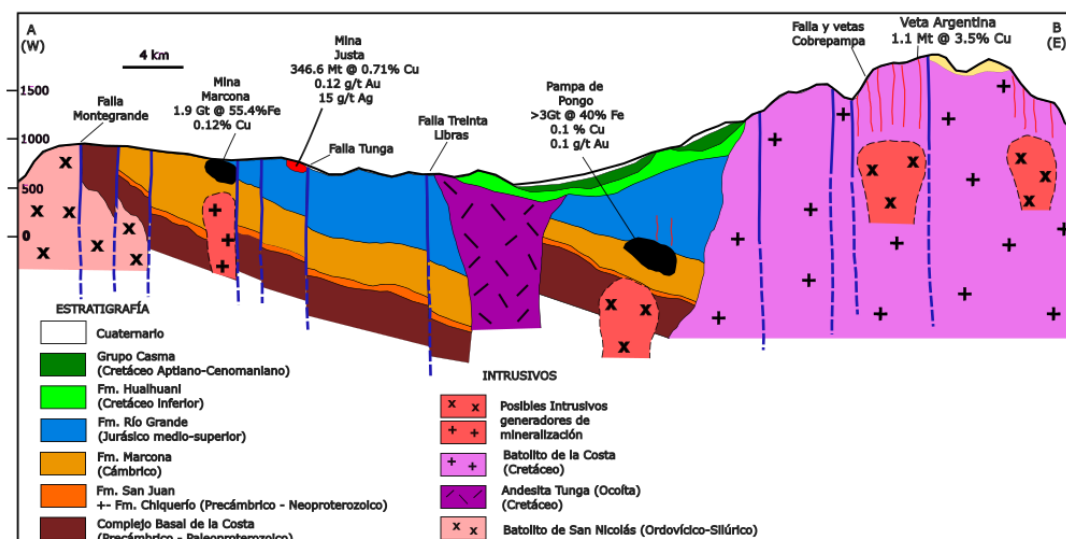 A
(W)
4 km
Falla
Montegrande
Mina
Marcona
1.9 Gt @ 55.4%Fe
0.12% Cu
Mina
Justa
346.6 Mt @ 0.71% Cu
0.12 g/t Au
15 g/t Ag
Falla Tunga
Falla Treinta
Libras
Pampa de
Pongo
>3Gt @ 40% Fe
0.1 % Cu
0.1 g/t Au
Falla y vetas
Cobrepampa
Veta Argentina
1.1 Mt @ 3.5% Cu
B
(E)
1500
1000
500
0
ESTRATIGRAFÍA
Cuaternario
Grupo Casma
(Cretáceo Aptiano-Cenomaniano)
Fm. Hualhuani
(Cretáceo inferior)
Fm. Río Grande
(Jurásico medio-superior)
Fm. Marcona
(Cámbrico)
Fm. San Juan
+- Fm. Chiquerío (Precámbrico - Neoproterozoico)
Complejo Basal de la Costa
(Precámbrico - Paleoproterozoico)
INTRUSIVOS
Posibles Intrusivos
generadores de
mineralización
Batolito de la Costa
(Cretáceo)
Andesita Tunga (Ocoíta)
(Cretáceo)
Batolito de San Nicolás (Ordovícico-Silúrico)